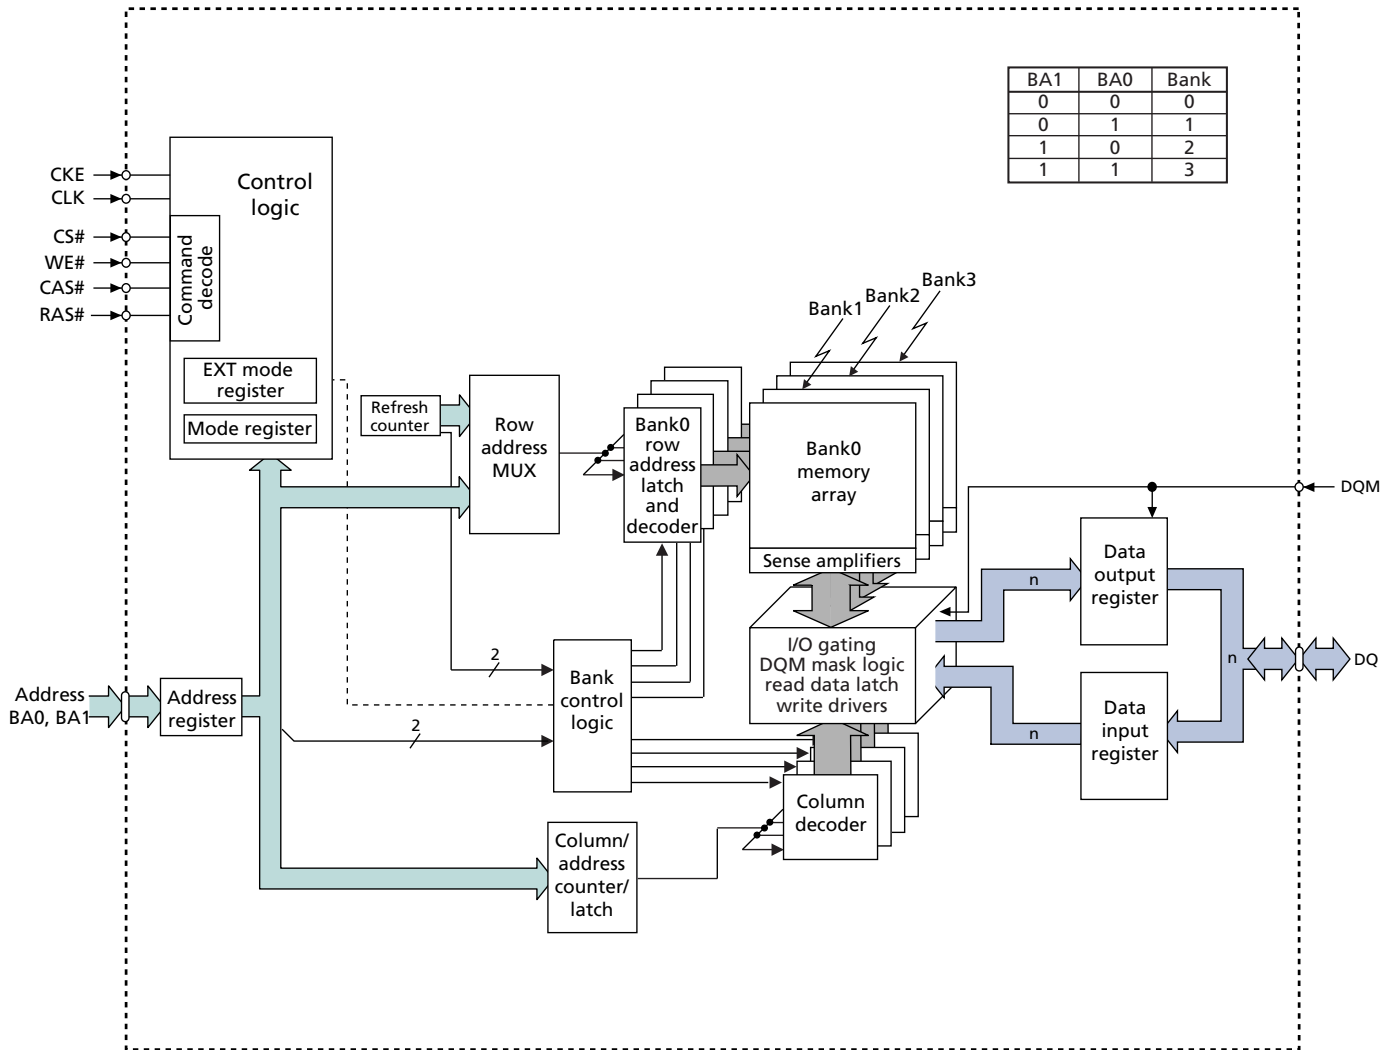 BA1 BA0 Bank
0 0 0
0 1 1
1 0 2
1 1 3
CKE
CLK
CS#
WE#
CAS#
RAS#
Control
logic
Command
decode
EXT mode
register
Mode register
Refresh
counter
Row
address
MUX
Bank0
row
address
latch
and
decoder
Bank1
Bank2
Bank3
Bank0
memory
array
Sense amplifiers
I/O gating
DQM mask logic
read data latch
write drivers
DQM
Data
output
register
n
n
DQ
Data
input
register
n
2
Bank
control
logic
2
Address
BA0, BA1
Address
register
Column
decoder
Column/
address
counter/
latch